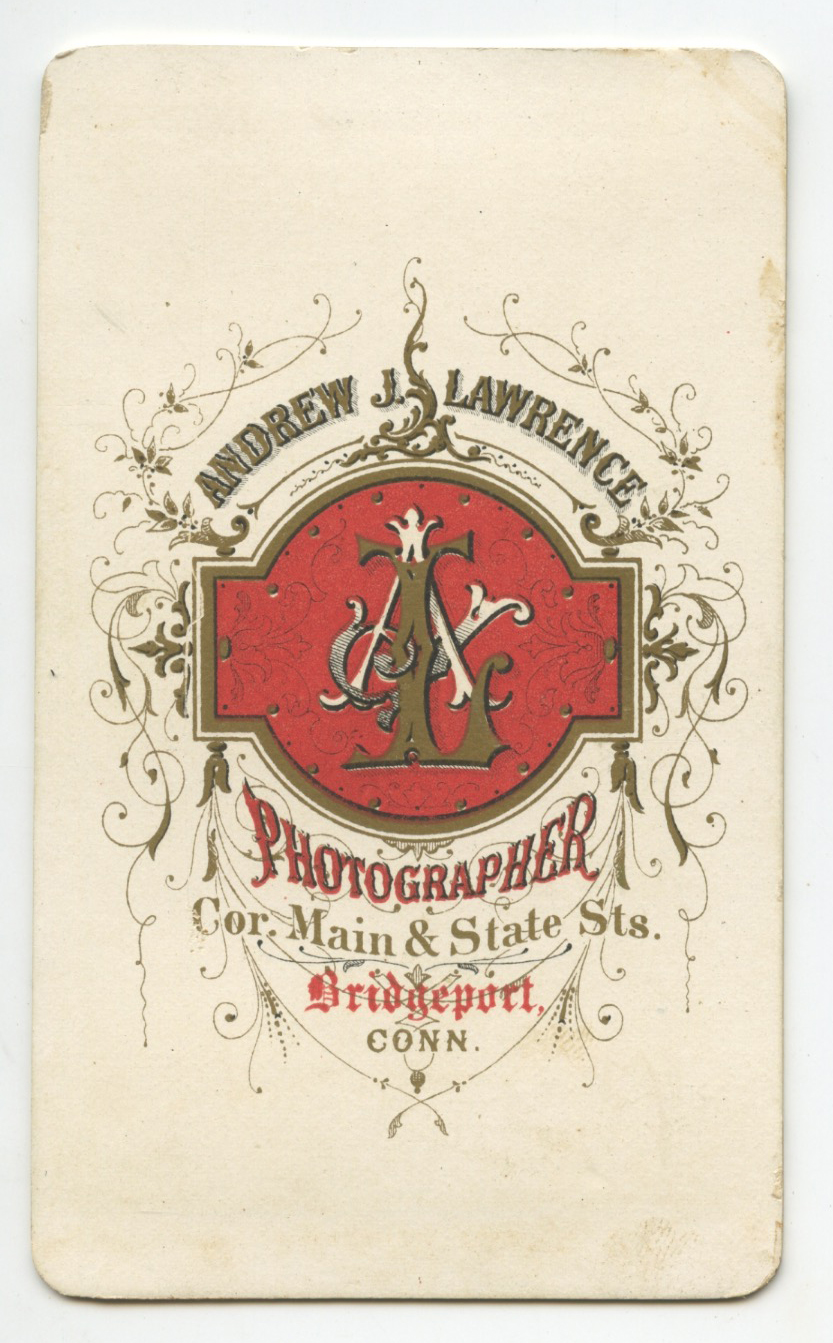 ANDREW J. LAWRENCE
AJL
PHOTOGRAPHER
Cor. Main & State Sts.
Bridgeport,
CONN.